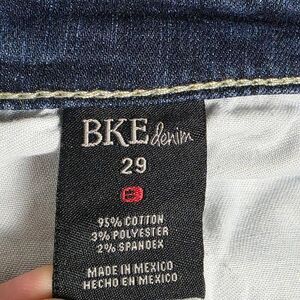 BKE denim
29
95% COTTON
3% POLYESTER
2% SPANDEX
MADE IN MEXICO
HECHO EN MEXICO